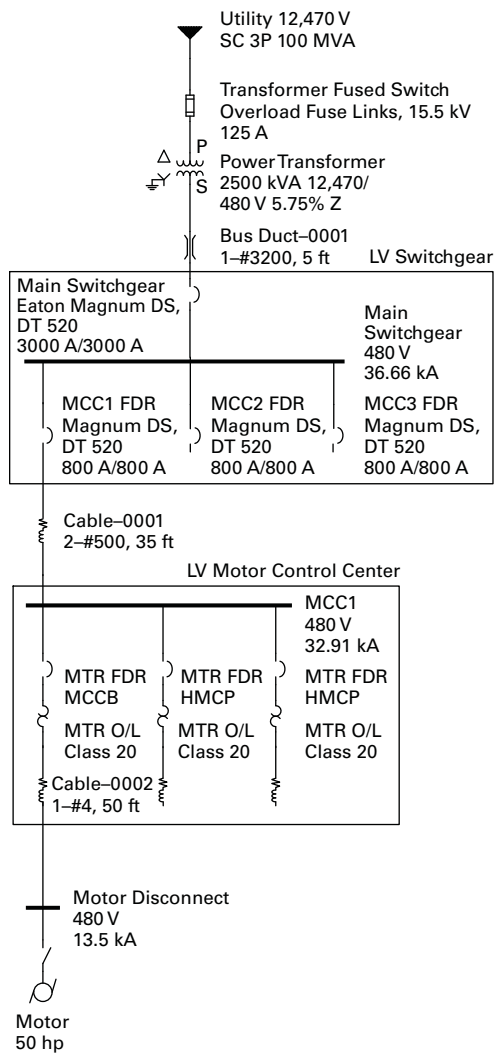 Utility 12,470 V
SC 3P 100 MVA
Transformer Fused Switch
Overload Fuse Links, 15.5 kV
125 A
P
S
Power Transformer
2500 kVA 12,470/
480 V 5.75% Z
Bus Duct–0001
1–#3200, 5 ft
LV Switchgear
Main Switchgear
Eaton Magnum DS,
DT 520
3000 A/3000 A
Main
Switchgear
480 V
36.66 kA
MCC1 FDR
Magnum DS,
DT 520
800 A/800 A
MCC2 FDR
Magnum DS,
DT 520
800 A/800 A
MCC3 FDR
Magnum DS,
DT 520
800 A/800 A
Cable–0001
2–#500, 35 ft
LV Motor Control Center
MCC1
480 V
32.91 kA
MTR FDR
MCCB
MTR O/L
Class 20
MTR FDR
HMCP
MTR O/L
Class 20
MTR FDR
HMCP
MTR O/L
Class 20
Cable–0002
1–#4, 50 ft
Motor Disconnect
480 V
13.5 kA
Motor
50 hp